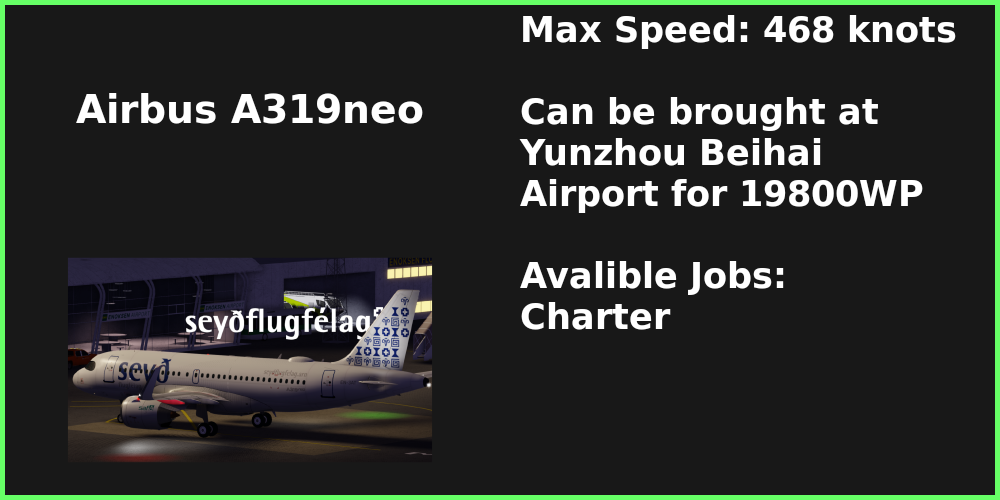 Airbus A319neo
seyðflugfélag
seyð
Max Speed: 468 knots
Can be brought at
Yunzhou Beihai
Airport for 19800WP
Avalible Jobs:
Charter